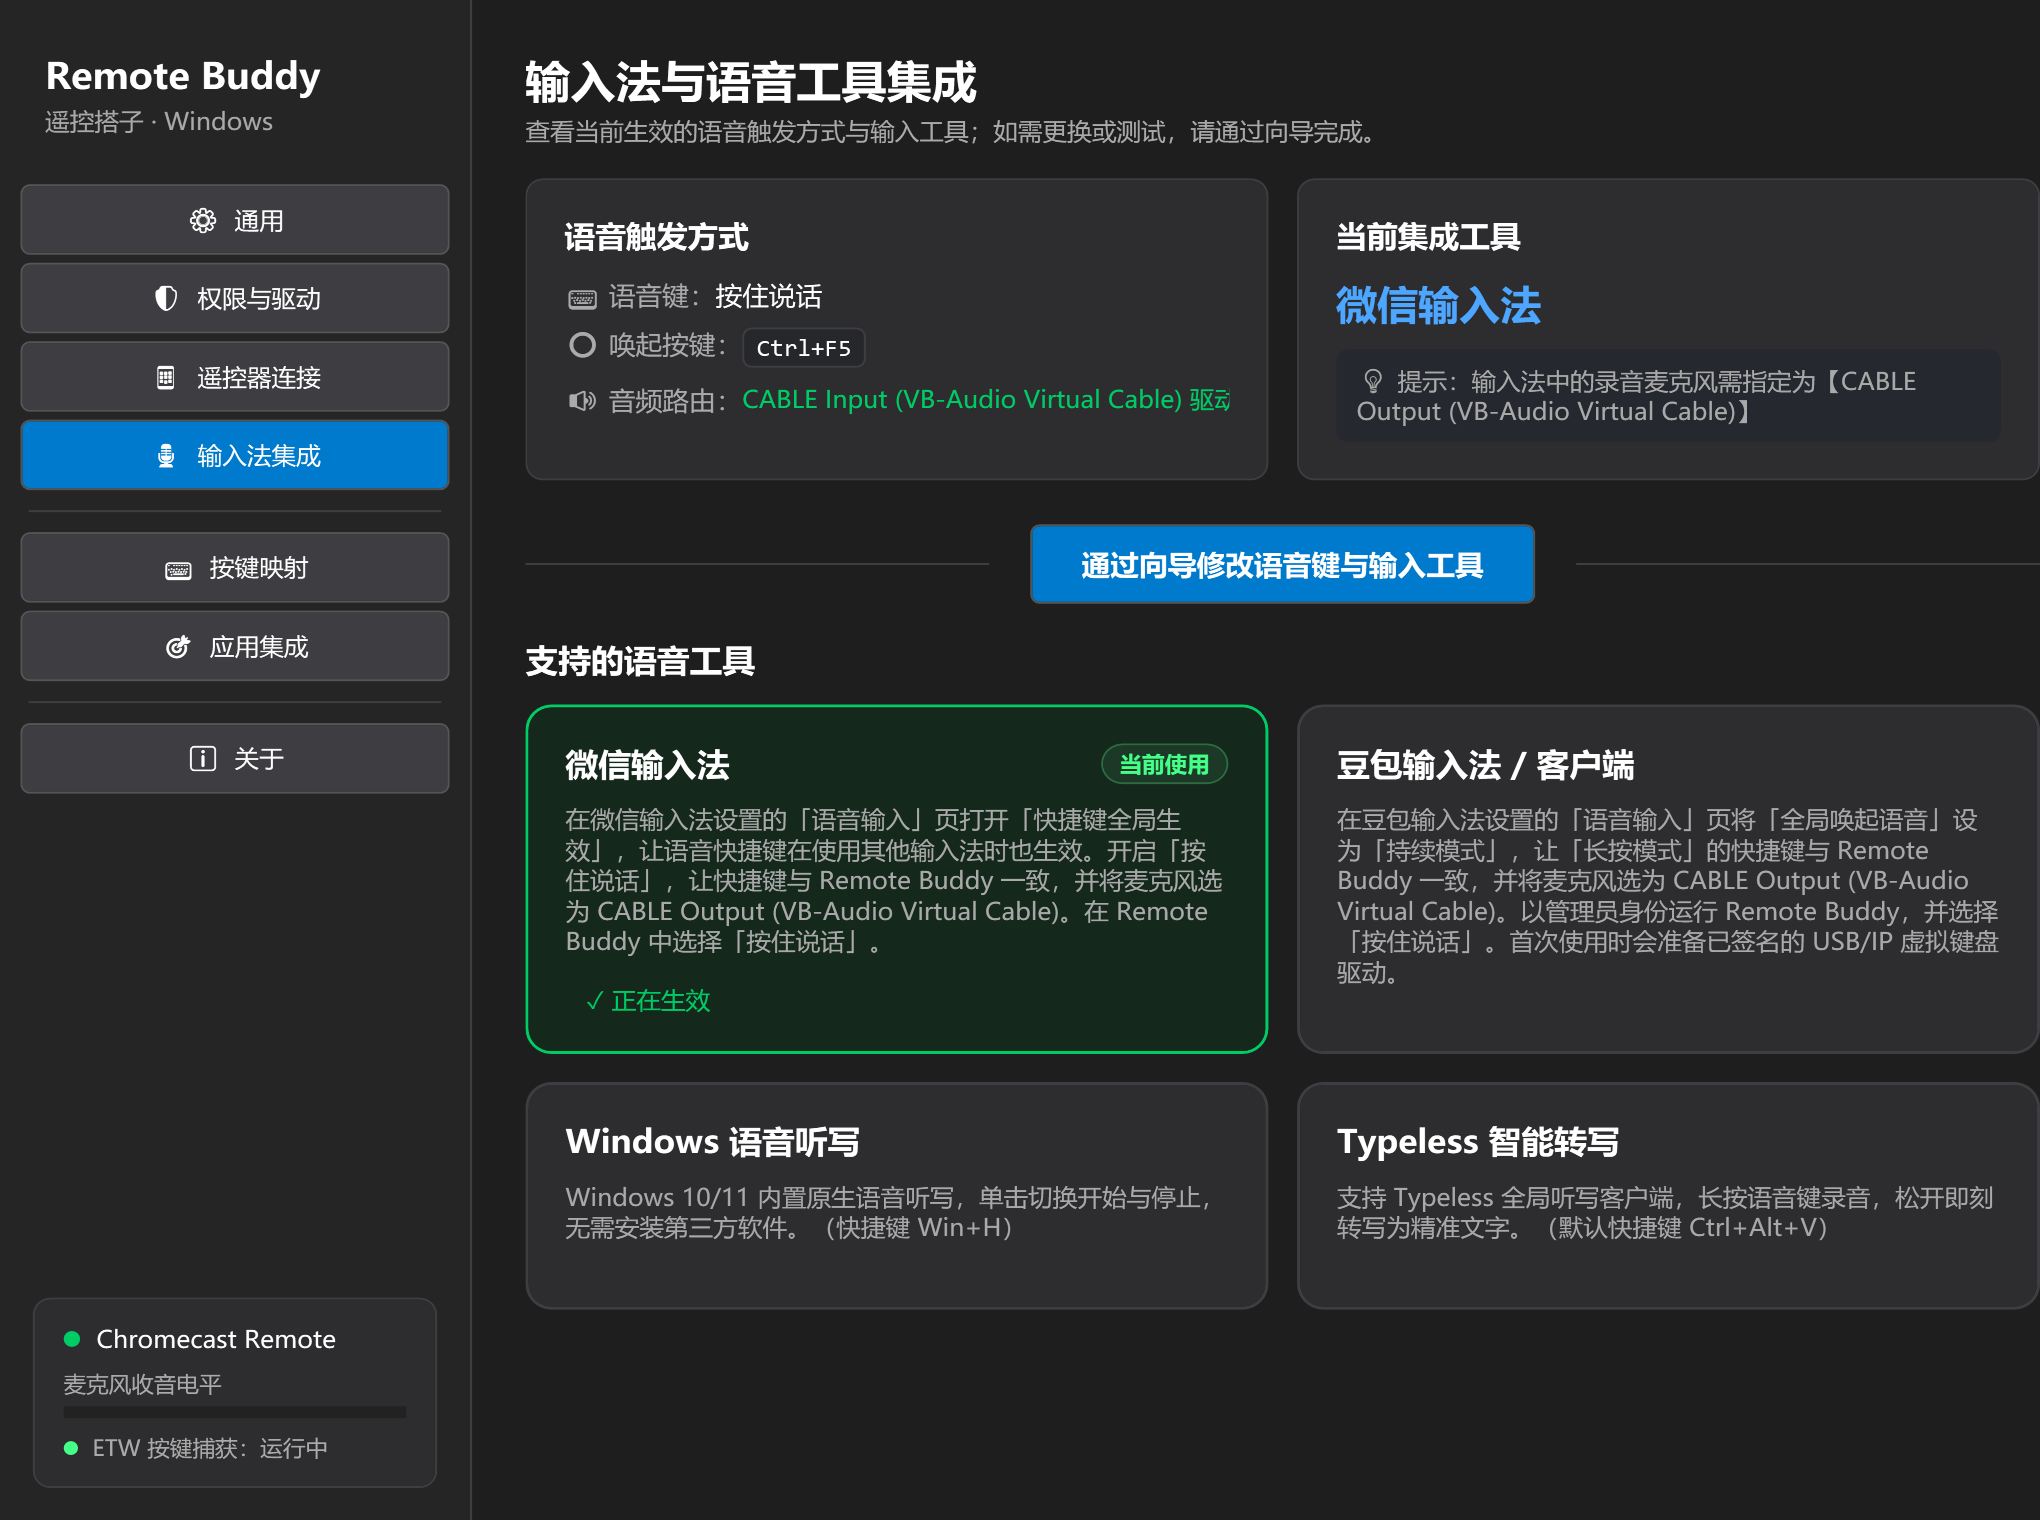 Remote Buddy
遥控搭子 · Windows
通用
权限与驱动
遥控器连接
输入法集成
按键映射
应用集成
关于
Chromecast Remote
麦克风收音电平
ETW 按键捕获：运行中
输入法与语音工具集成
查看当前生效的语音触发方式与输入工具；如需更换或测试，请通过向导完成。
语音触发方式
语音键：按住说话
唤起按键：Ctrl+F5
音频路由：CABLE Input (VB-Audio Virtual Cable) 驱动
当前集成工具
微信输入法
提示：输入法中的录音麦克风需指定为【CABLE
Output (VB-Audio Virtual Cable)】
通过向导修改语音键与输入工具
支持的语音工具
微信输入法
当前使用
在微信输入法设置的「语音输入」页打开「快捷键全局生
效」，让语音快捷键在使用其他输入法时也生效。开启「按
住说话」，让快捷键与 Remote Buddy 一致，并将麦克风选
为 CABLE Output (VB-Audio Virtual Cable)。在 Remote
Buddy 中选择「按住说话」。
✓ 正在生效
豆包输入法 / 客户端
在豆包输入法设置的「语音输入」页将「全局唤起语音」设
为「持续模式」，让「长按模式」的快捷键与 Remote
Buddy 一致，并将麦克风选为 CABLE Output (VB-Audio
Virtual Cable)。以管理员身份运行 Remote Buddy，并选择
「按住说话」。首次使用时会准备已签名的 USB/IP 虚拟键盘
驱动。
Windows 语音听写
Windows 10/11 内置原生语音听写，单击切换开始与停止，
无需安装第三方软件。（快捷键 Win+H）
Typeless 智能转写
支持 Typeless 全局听写客户端，长按语音键录音，松开即刻
转写为精准文字。（默认快捷键 Ctrl+Alt+V）